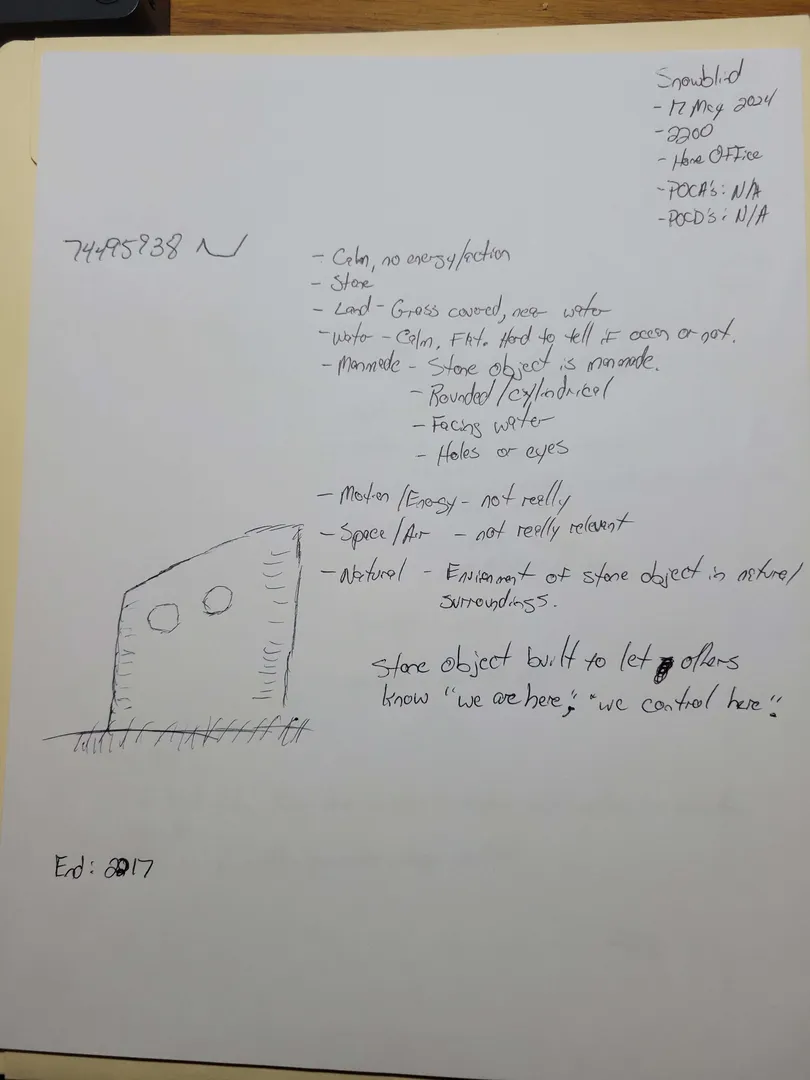 Snowblid
- 17 May 2024
- 2200
- Home Office
- POCA's: N/A
- POCD's: N/A
74495938
- Calm, no energy/action
- Stone
- Land - Grass covered, near water
- Water - Calm, Flat. Hard to tell if ocean or not.
- Manmade - Stone object is manmade.
- Rounded/cylindrical
- Facing water
- Holes or eyes
- Motion/Energy - not really
- Space/Air - not really relevant
- Natural - Enviernment of stone object in natural
surroundings.
Stone object built to let others
know "we are here", "we control here".
End: 2217